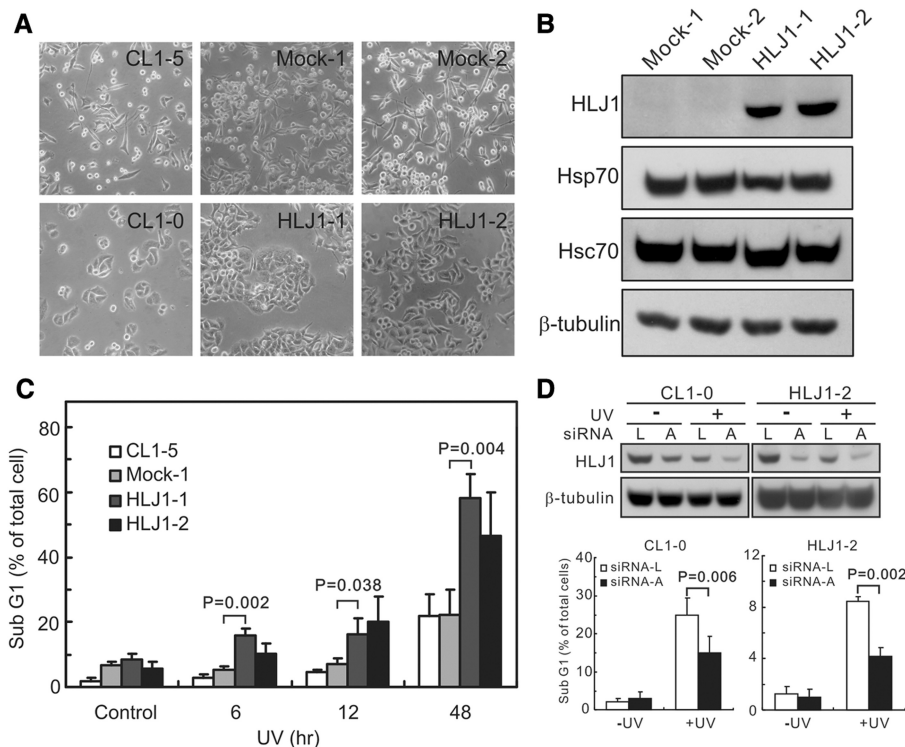 A
CL1-5
Mock-1
Mock-2
CL1-0
HLJ1-1
HLJ1-2
B
Mock-1
Mock-2
HLJ1-1
HLJ1-2
HLJ1
Hsp70
Hsc70
β-tubulin
C
Sub G1 (% of total cell)
80
60
40
20
0
CL1-5
Mock-1
HLJ1-1
HLJ1-2
P=0.002
P=0.038
P=0.004
Control 6 12 48
UV (hr)
D
CL1-0 HLJ1-2
UV - + - +
siRNA L A L A L A L A
HLJ1
β-tubulin
CL1-0
Sub G1 (% of total cells)
40
30
20
10
0
siRNA-L
siRNA-A
P=0.006
-UV +UV
HLJ1-2
12
8
4
0
siRNA-L
siRNA-A
P=0.002
-UV +UV